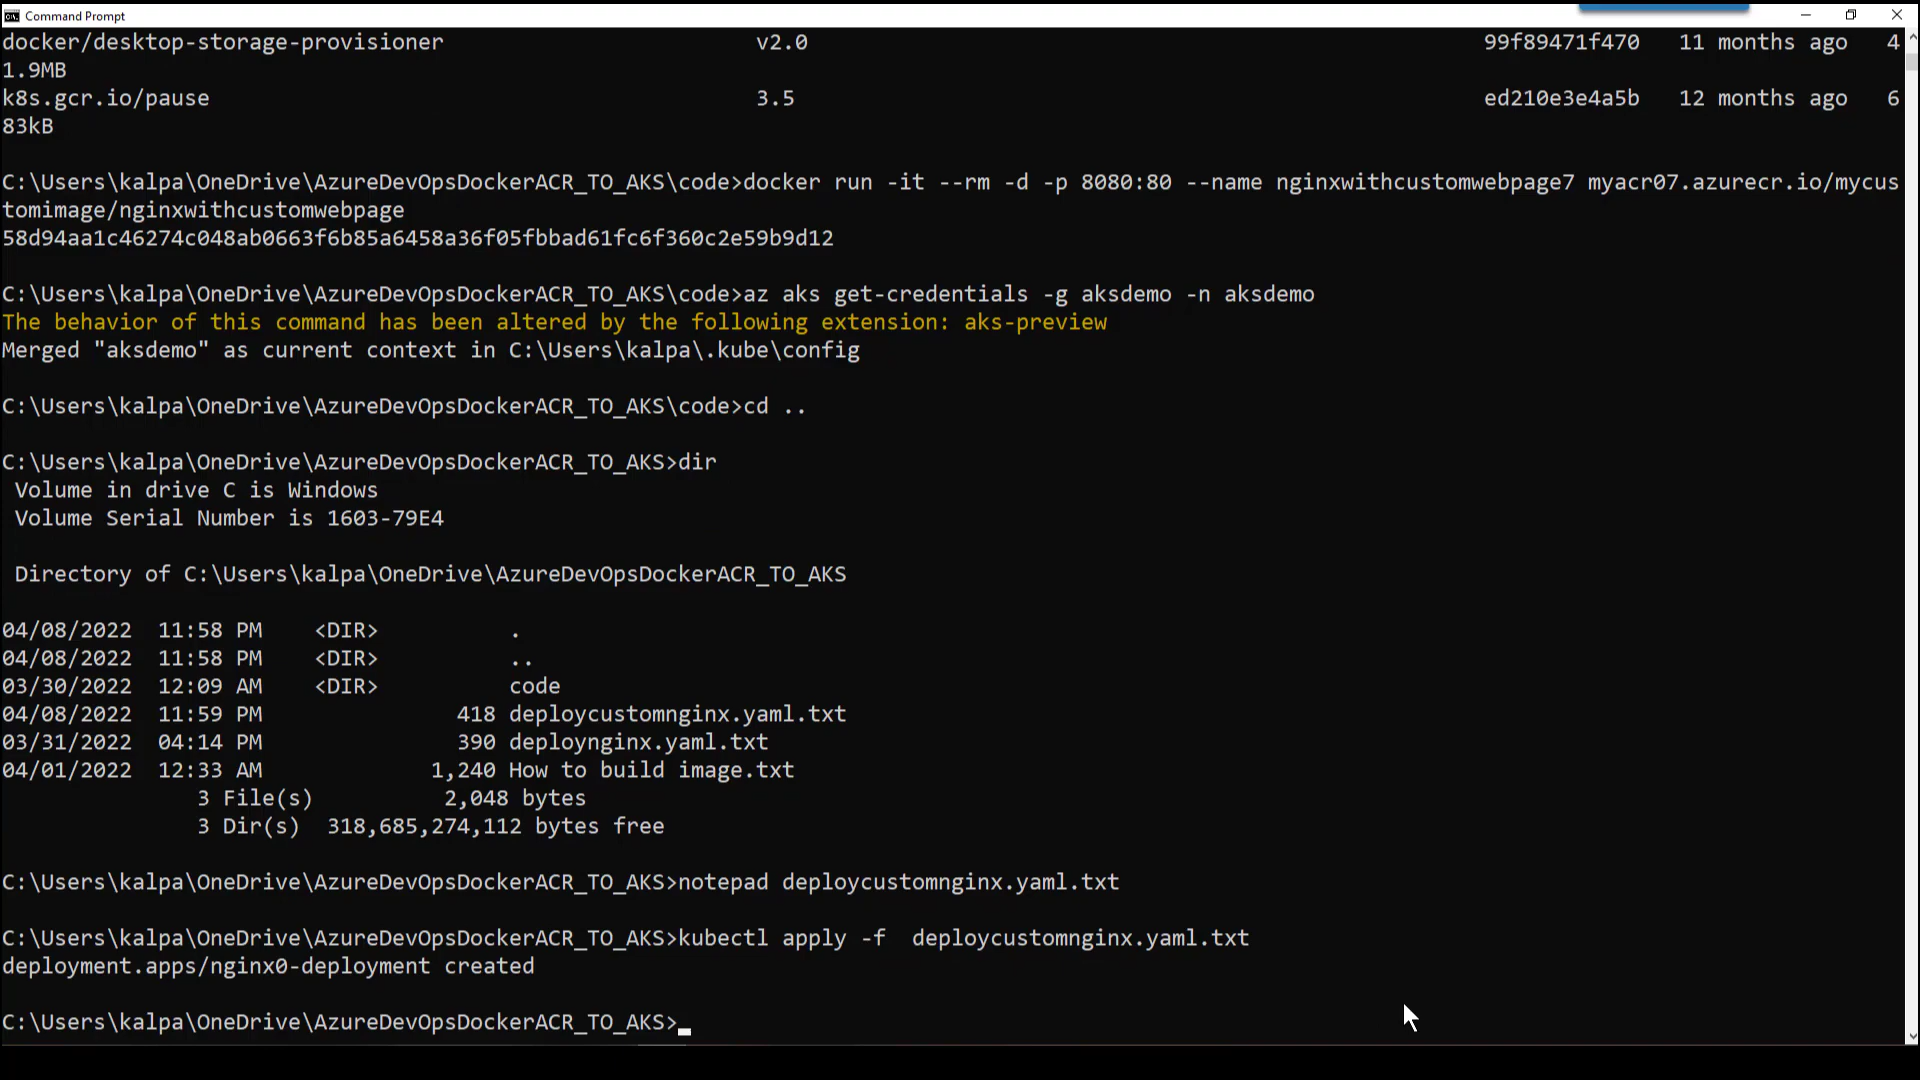 Command Prompt
docker/desktop-storage-provisioner v2.0 99f89471f470 11 months ago 4
1.9MB
k8s.gcr.io/pause 3.5 ed210e3e4a5b 12 months ago 6
83kB
C:\Users\kalpa\OneDrive\AzureDevOpsDockerACR_TO_AKS\code>docker run -it --rm -d -p 8080:80 --name nginxwithcustomwebpage7 myacr07.azurecr.io/mycus
tomimage/nginxwithcustomwebpage
58d94aa1c46274c048ab0663f6b85a6458a36f05fbbad61fc6f360c2e59b9d12
C:\Users\kalpa\OneDrive\AzureDevOpsDockerACR_TO_AKS\code>az aks get-credentials -g aksdemo -n aksdemo
The behavior of this command has been altered by the following extension: aks-preview
Merged "aksdemo" as current context in C:\Users\kalpa\.kube\config
C:\Users\kalpa\OneDrive\AzureDevOpsDockerACR_TO_AKS\code>cd ..
C:\Users\kalpa\OneDrive\AzureDevOpsDockerACR_TO_AKS>dir
Volume in drive C is Windows
Volume Serial Number is 1603-79E4
Directory of C:\Users\kalpa\OneDrive\AzureDevOpsDockerACR_TO_AKS
04/08/2022 11:58 PM <DIR> .
04/08/2022 11:58 PM <DIR> ..
03/30/2022 12:09 AM <DIR> code
04/08/2022 11:59 PM 418 deploycustomnginx.yaml.txt
03/31/2022 04:14 PM 390 deploynginx.yaml.txt
04/01/2022 12:33 AM 1,240 How to build image.txt
3 File(s) 2,048 bytes
3 Dir(s) 318,685,274,112 bytes free
C:\Users\kalpa\OneDrive\AzureDevOpsDockerACR_TO_AKS>notepad deploycustomnginx.yaml.txt
C:\Users\kalpa\OneDrive\AzureDevOpsDockerACR_TO_AKS>kubectl apply -f  deploycustomnginx.yaml.txt
deployment.apps/nginx0-deployment created
C:\Users\kalpa\OneDrive\AzureDevOpsDockerACR_TO_AKS>